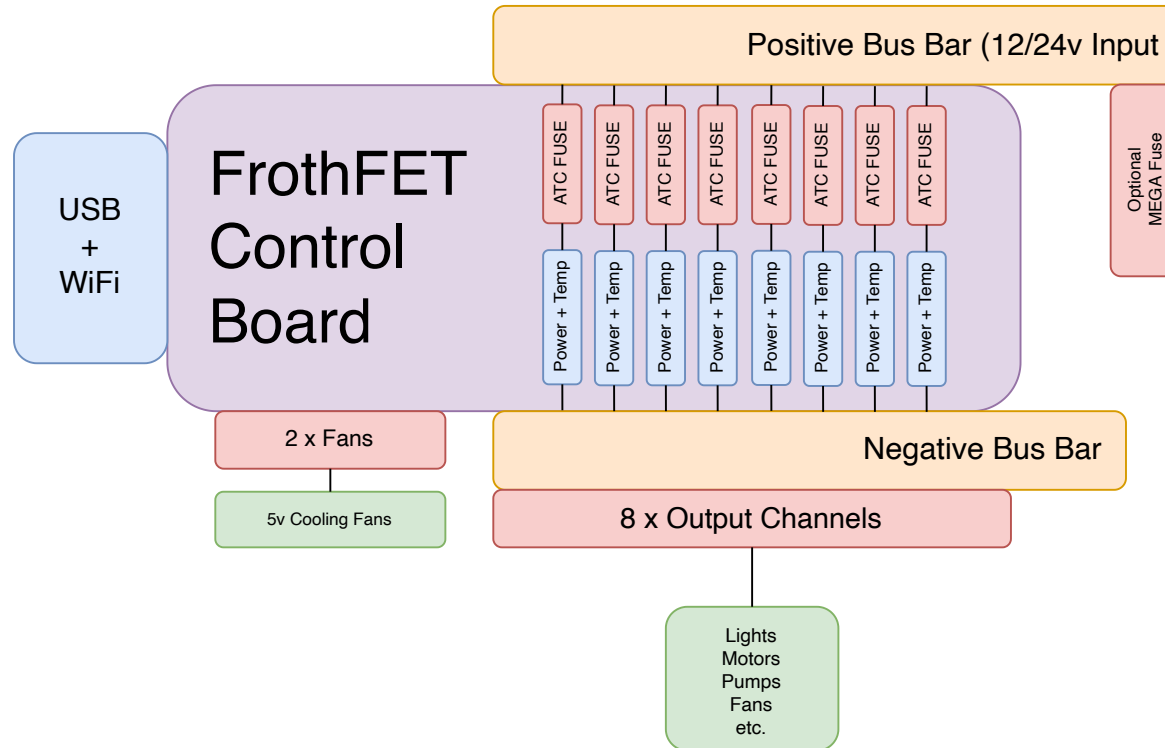 Positive Bus Bar (12/24v Input
FrothFET
Control
Board
USB
+
WiFi
ATC FUSE
ATC FUSE
ATC FUSE
ATC FUSE
ATC FUSE
ATC FUSE
ATC FUSE
ATC FUSE
Optional
MEGA Fuse
Power + Temp
Power + Temp
Power + Temp
Power + Temp
Power + Temp
Power + Temp
Power + Temp
Power + Temp
2 x Fans
Negative Bus Bar
5v Cooling Fans
8 x Output Channels
Lights
Motors
Pumps
Fans
etc.